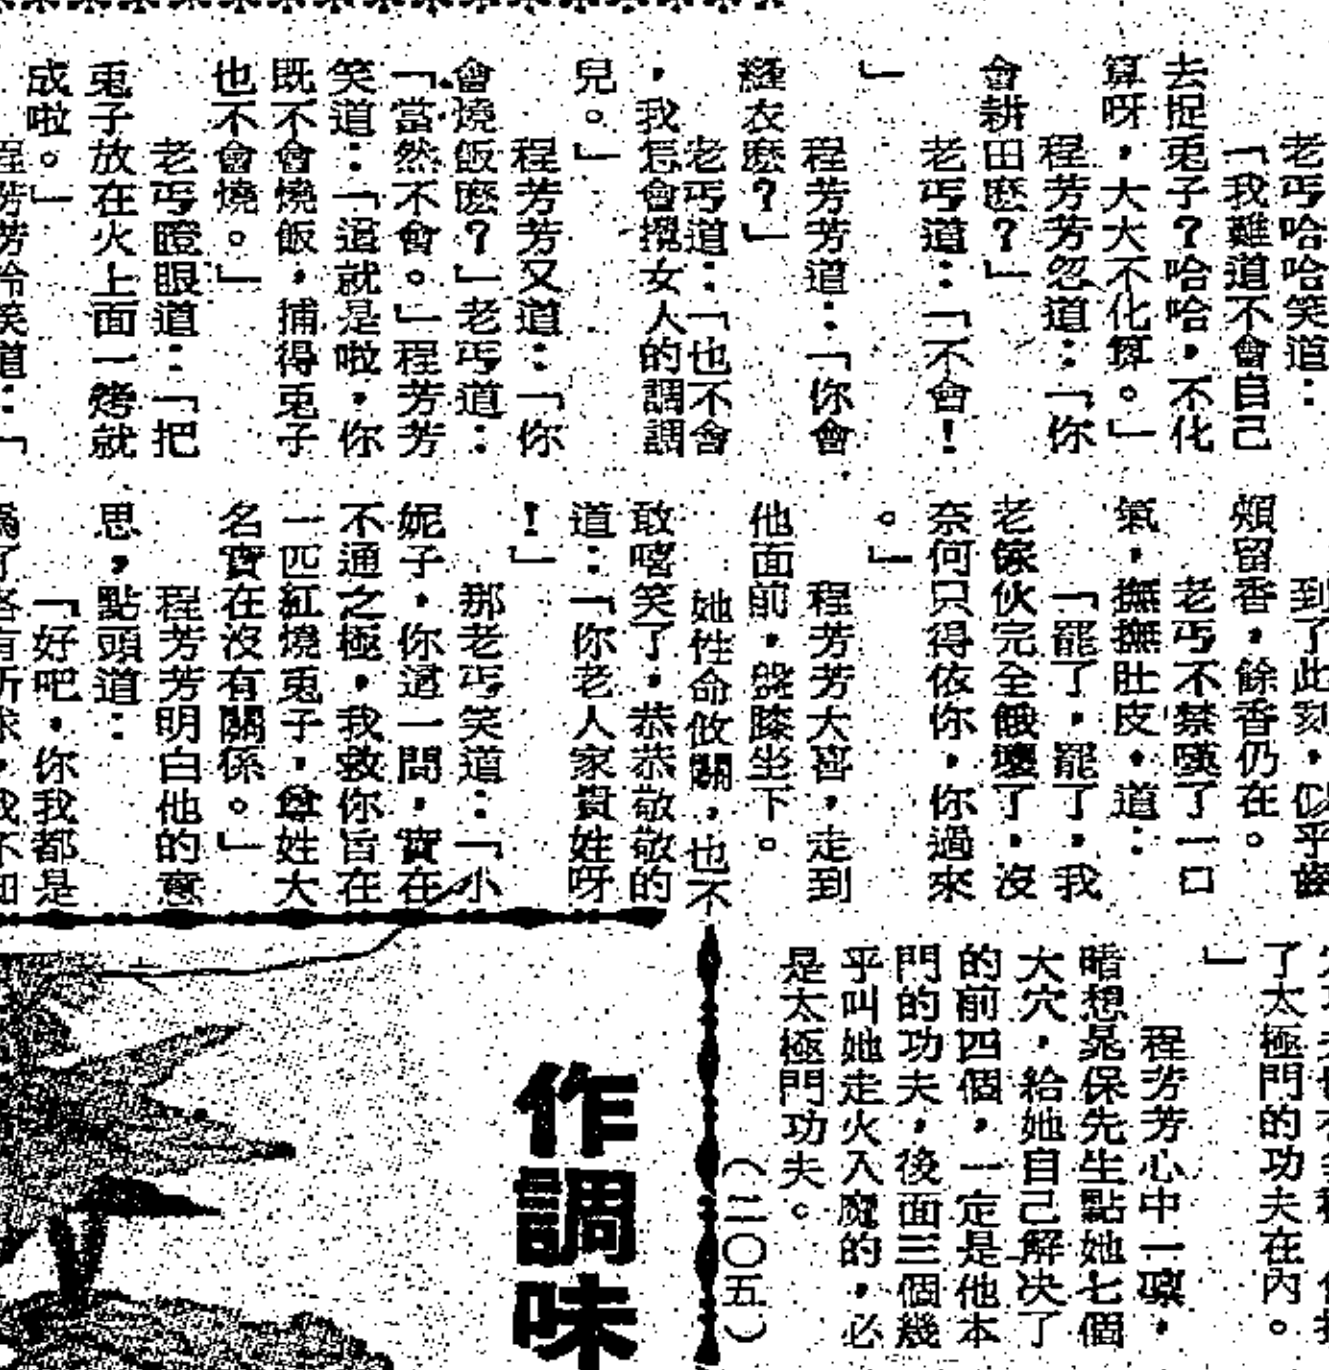 老丐哈哈笑道：
「我難道不會自己
去捉兎子？哈哈，不化
算呀，大大不化算。」
程芳芳忽道：「你
會耕田麽？」
老丐道：「不會！
」
程芳芳道：「你會
縫衣麽？」
老丐道：「也不會
，我怎會攪女人的調調
兒。」
程芳芳又道：「你
會燒飯麽？」老丐道：
「當然不會。」程芳芳
笑道：「這就是啦，你
既不會燒飯，捕得兎子
也不會燒。」
老丐瞪眼道：「把
兎子放在火上面一烤就
成啦。」
程芳芳冷笑道：「
到了此刻，似乎齒
頰留香，餘香仍在。
老丐不禁嘆了一口
氣，撫撫肚皮，道：
「罷了，罷了，我
老傢伙完全餓壞了，沒
奈何只得依你，你過來
。」
程芳芳大喜，走到
他面前，盤膝坐下。
她性命攸關，也不
敢嘻笑了，恭恭敬敬的
道：「你老人家貴姓呀
！」
那老丐笑道：「小
妮子，你這一問，實在
不通之極，我救你旨在
一匹紅燒兎子，尊姓大
名實在沒有關係。」
程芳芳明白他的意
思，點頭道：
「好吧，你我都是
爲了各有所求，我不知
了太極門的功夫在內。
」
程芳芳心中一凜，
暗想晁保先生點她七個
大穴，給她自己解決了
的前四個，一定是他本
門的功夫，後面三個幾
乎叫她走火入魔的，必
是太極門功夫。
（二〇五）
作調味